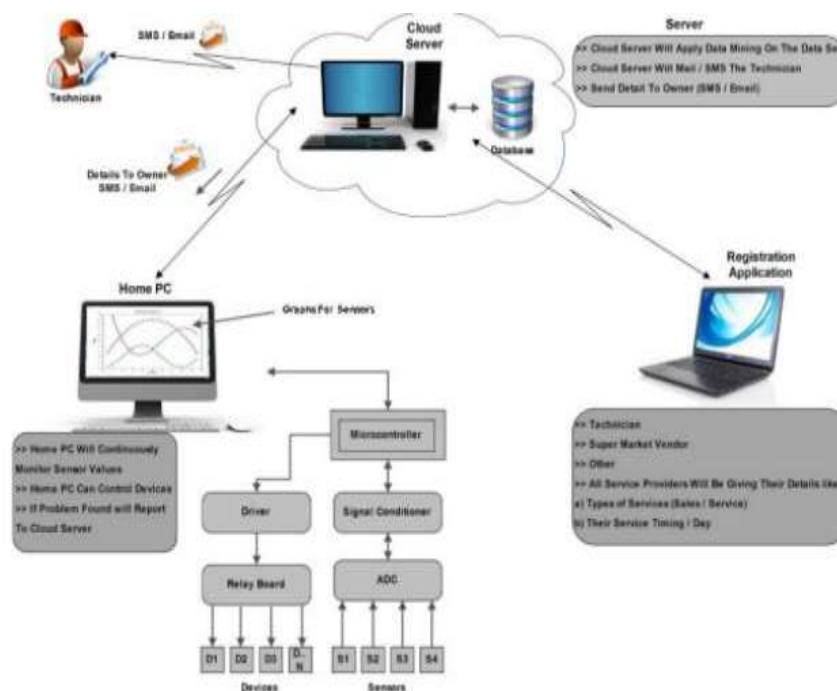 SMS / Email
Technician
Cloud
Server
Database
Server
>> Cloud Server Will Apply Data Mining On The Data Se
>> Cloud Server Will Mail / SMS The Technician
>> Send Detail To Owner (SMS / Email)
Details To Owner
SMS / Email
Home PC
Graphs For Sensors
Registration
Application
>> Home PC Will Continuously
Monitor Sensor Values
>> Home PC Can Control Devices
>> If Problem Found will Report
To Cloud Server
Microcontroller
Driver
Signal Conditioner
Relay Board
ADC
D1
D2
D3
D..
N
S1
S2
S3
S4
Devices
Sensors
>> Technician
>> Super Market Vendor
>> Other
>> All Service Providers Will Be Giving Their Details like
a) Types of Services (Sales / Service)
b) Their Service Timing / Day